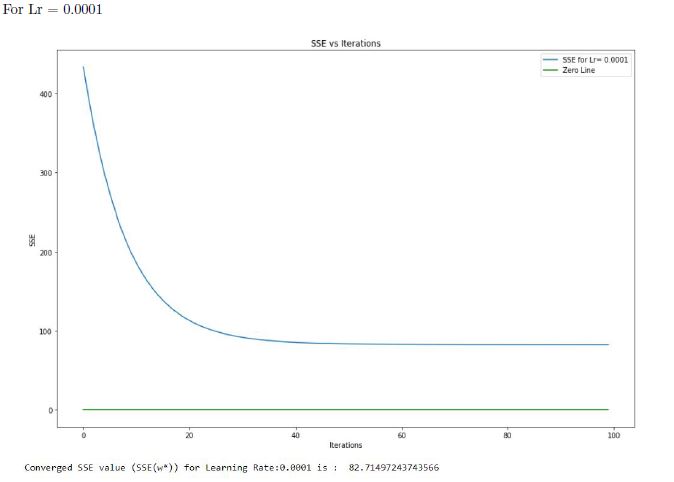 For Lr = 0.0001
SSE vs Iterations
SSE for Lr= 0.0001
Zero Line
400
300
200
100
0
SSE
0 20 40 60 80 100
Iterations
Converged SSE value (SSE(w*)) for Learning Rate:0.0001 is : 82.71497243743566